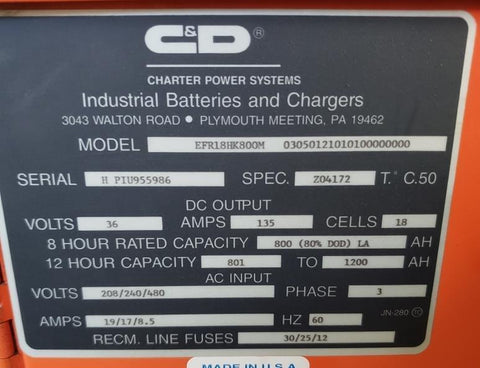 C&D®
CHARTER POWER SYSTEMS
Industrial Batteries and Chargers
3043 WALTON ROAD ● PLYMOUTH MEETING, PA 19462
MODEL EFR18HK800M 03050121010100000000
SERIAL H PIU955986 SPEC. Z04172 T.* C.50
DC OUTPUT
VOLTS 36 AMPS 135 CELLS 18
8 HOUR RATED CAPACITY 800 (80% DOD) LA AH
12 HOUR CAPACITY 801 TO 1200 AH
AC INPUT
VOLTS 208/240/480 PHASE 3
JN-280
AMPS 19/17/8.5 HZ 60
RECM. LINE FUSES 30/25/12
MADE IN U.S.A